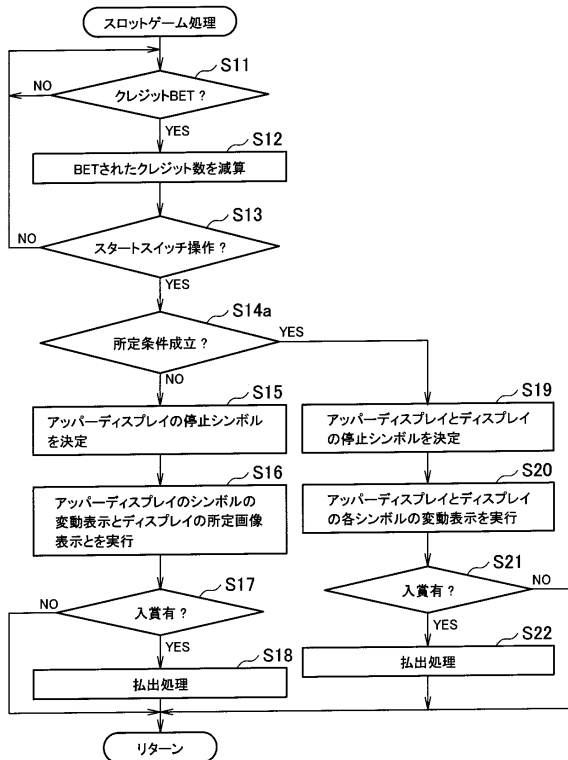 スロットゲーム処理
S11
NO
クレジットBET？
YES
S12
BETされたクレジット数を減算
S13
NO
スタートスイッチ操作？
YES
S14a
所定条件成立？
YES
NO
S15
アッパーディスプレイの停止シンボル
を決定
S19
アッパーディスプレイとディスプレイ
の停止シンボルを決定
S16
アッパーディスプレイのシンボルの
変動表示とディスプレイの所定画像
表示とを実行
S20
アッパーディスプレイとディスプレイ
の各シンボルの変動表示を実行
S17
NO
入賞有？
YES
S21
入賞有？
NO
YES
S18
払出処理
S22
払出処理
リターン